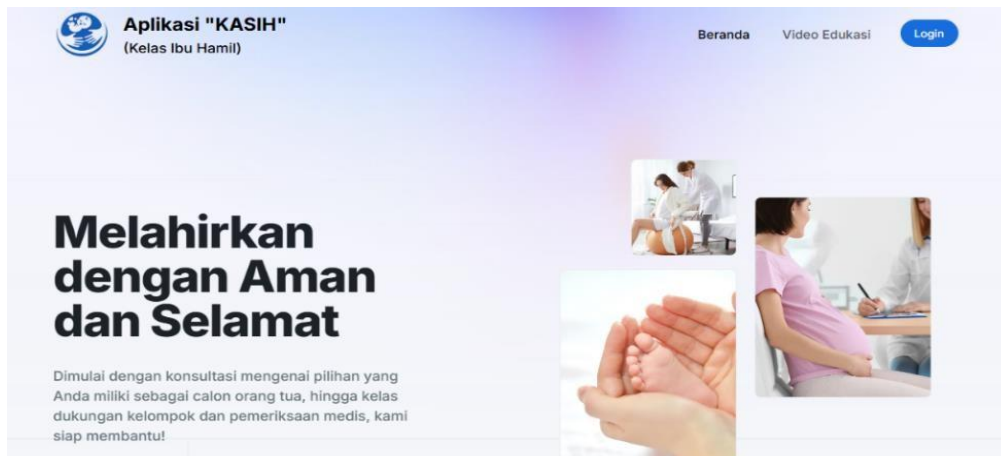 Aplikasi "KASIH"
(Kelas Ibu Hamil)
Beranda
Video Edukasi
Login
Melahirkan
dengan Aman
dan Selamat
Dimulai dengan konsultasi mengenai pilihan yang
Anda miliki sebagai calon orang tua, hingga kelas
dukungan kelompok dan pemeriksaan medis, kami
siap membantu!